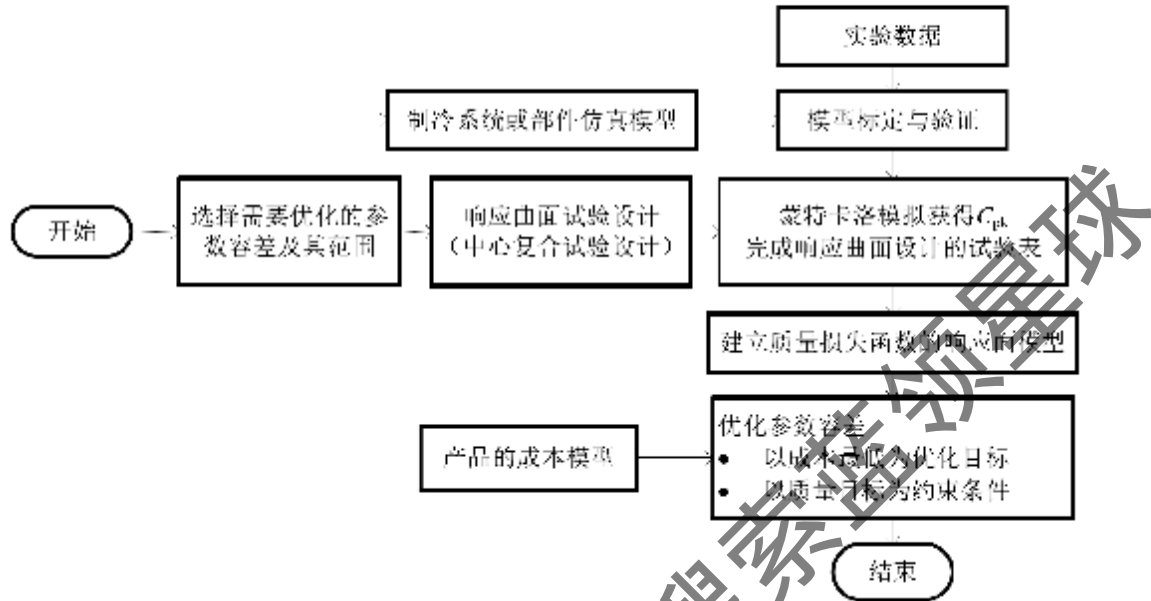 实验数据
制冷系统或部件仿真模型
模型标定与验证
开始
选择需要优化的参
数容差及其范围
响应曲面试验设计
（中心复合试验设计）
蒙特卡洛模拟获得Cpk
完成响应曲面设计的试验表
建立质量损失函数的响应面模型
产品的成本模型
优化参数容差
• 以成本最低为优化目标
• 以质量目标为约束条件
结束
搜索蓝领星球